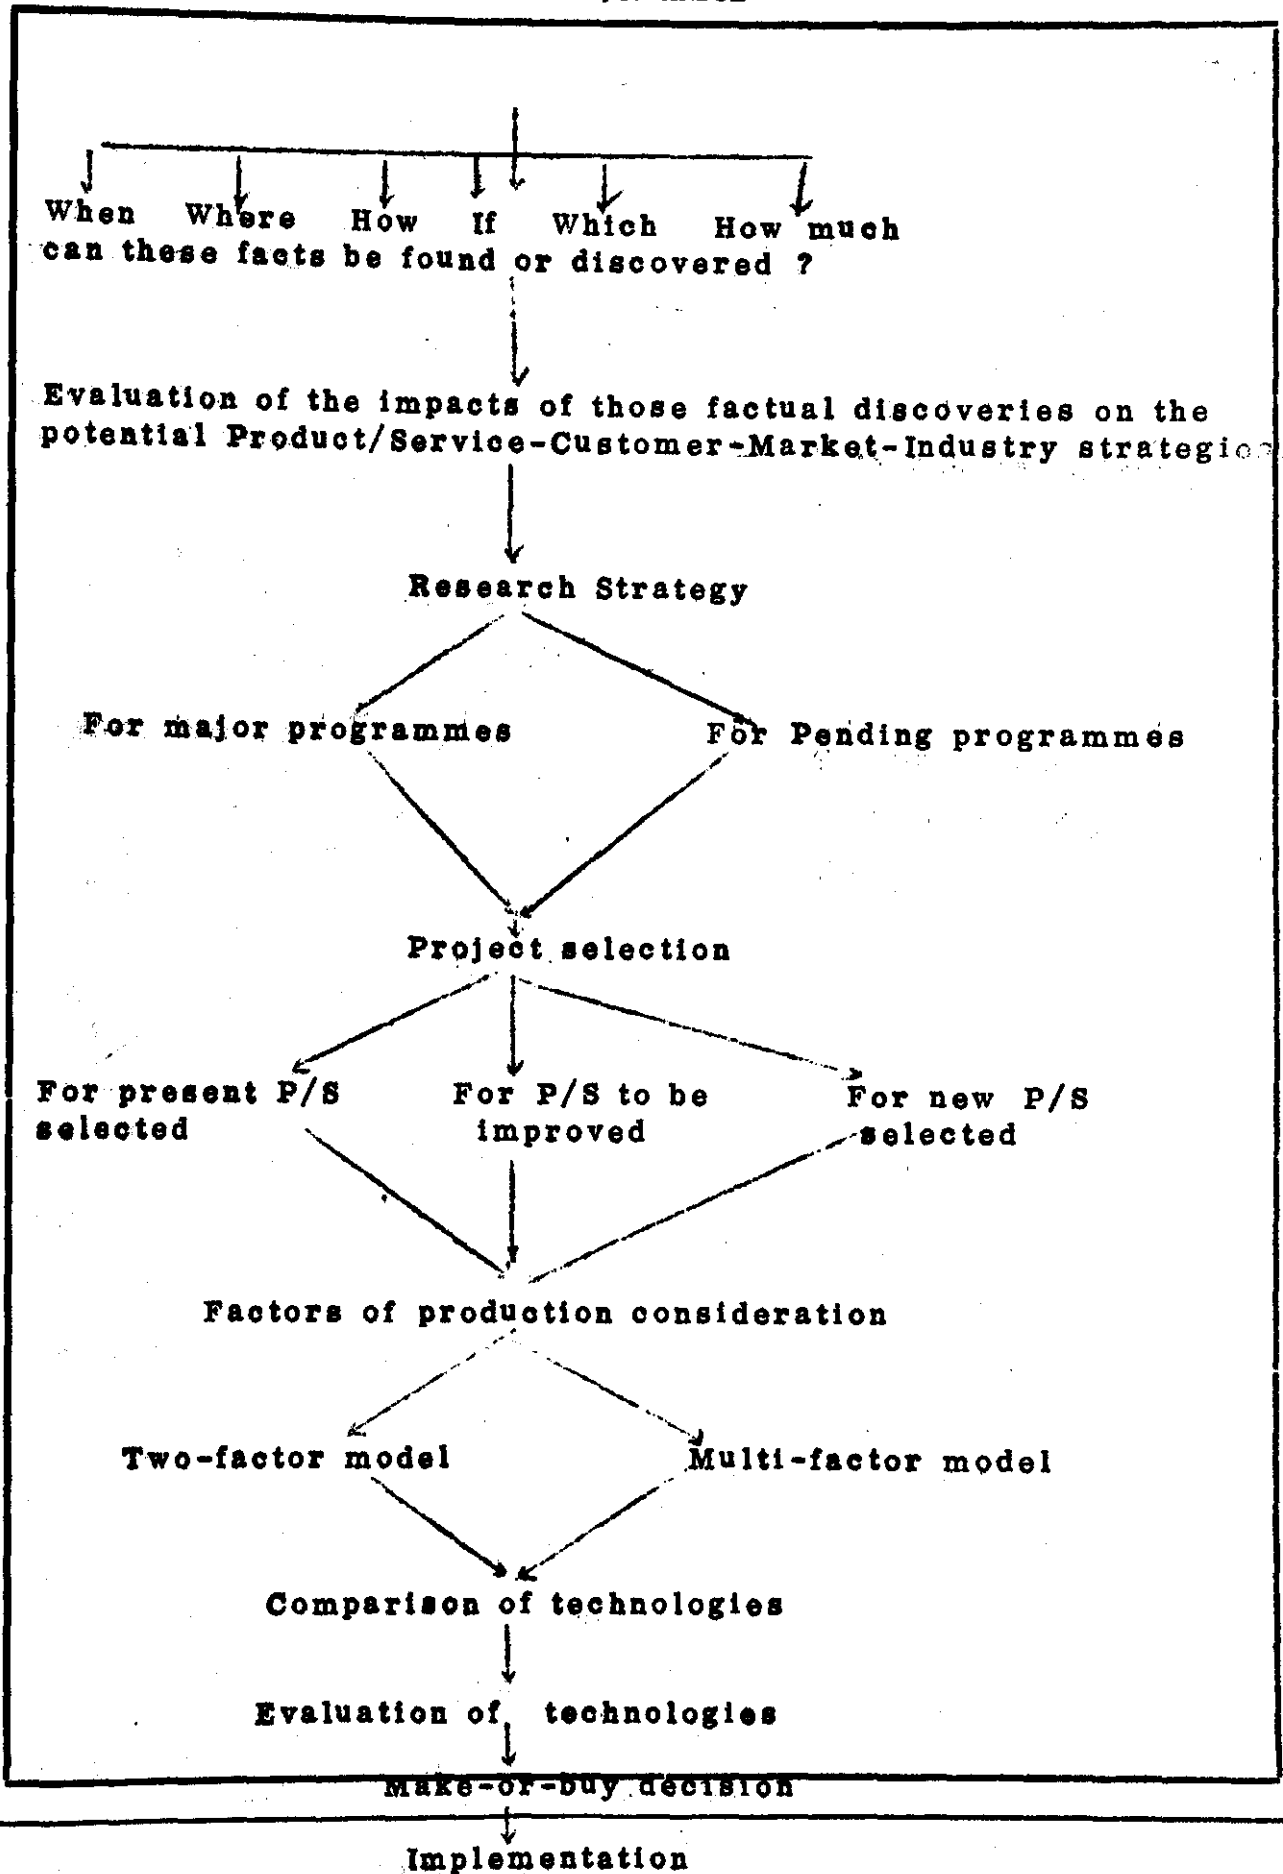 When Where How If Which How much
can these facts be found or discovered ?
Evaluation of the impacts of those factual discoveries on the
potential Product/Service-Customer-Market-Industry strategies
Research Strategy
For major programmes For Pending programmes
Project selection
For present P/S For P/S to be For new P/S
selected improved selected
Factors of production consideration
Two-factor model Multi-factor model
Comparison of technologies
Evaluation of technologies
Make-or-buy decision
Implementation